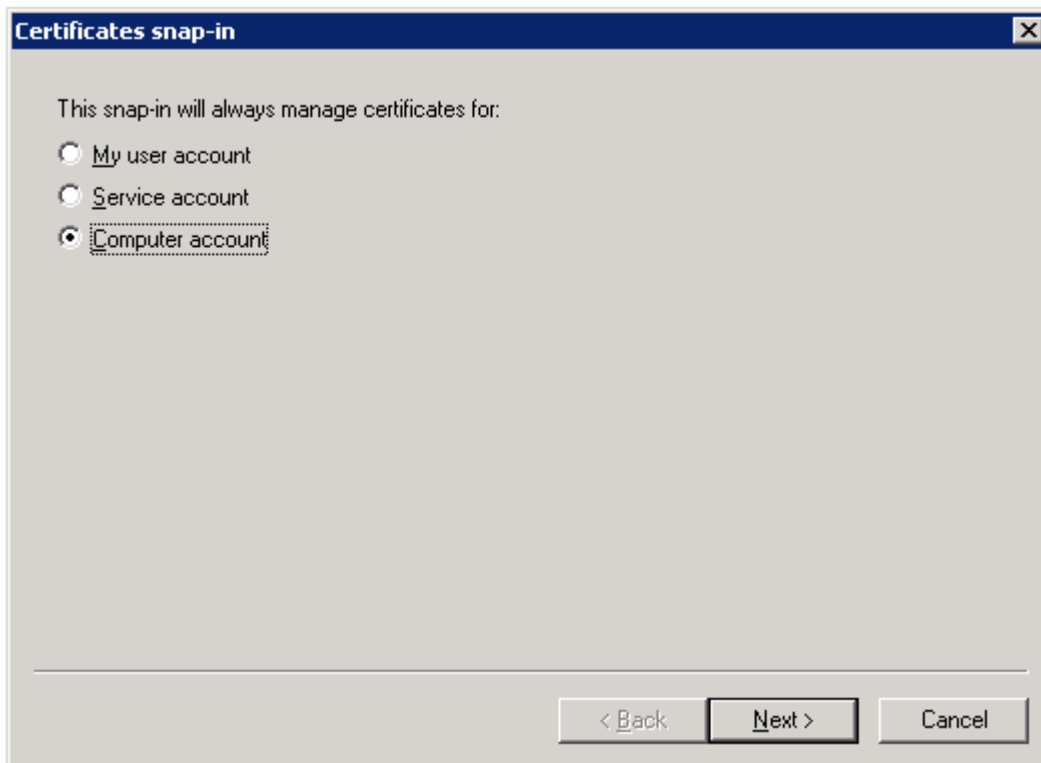 Certificates snap-in
This snap-in will always manage certificates for:
My user account
Service account
Computer account
< Back
Next >
Cancel